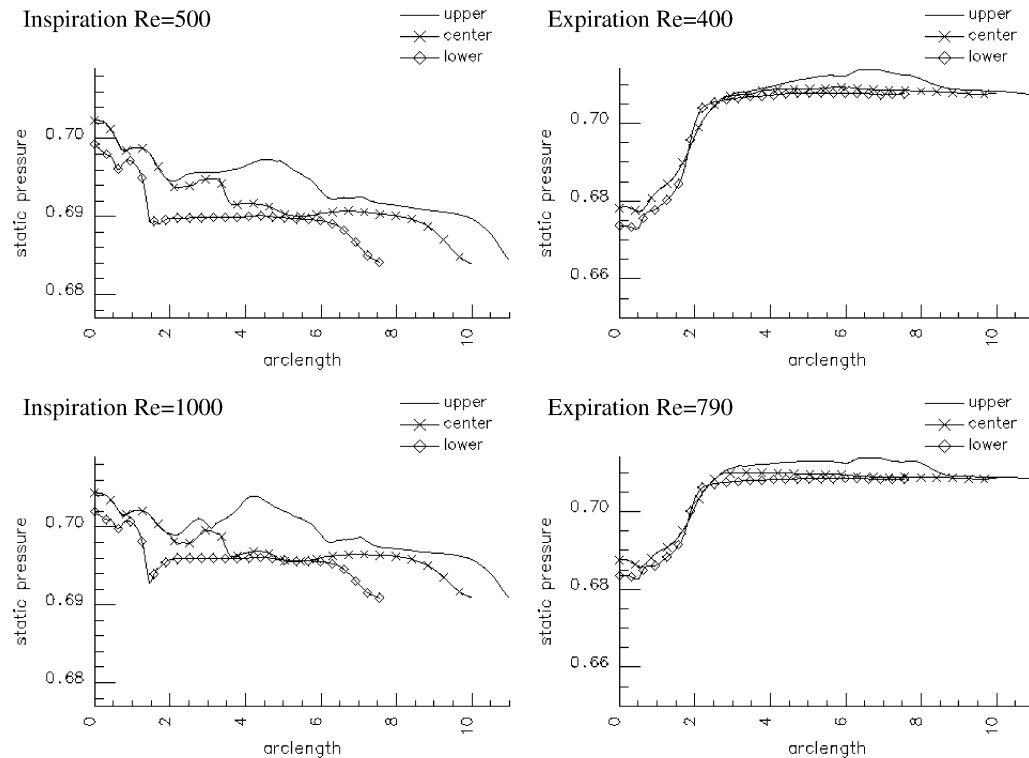 Inspiration Re=500
upper
center
lower
static pressure
0.70
0.69
0.68
0
2
4
6
8
10
arclength
Expiration Re=400
upper
center
lower
static pressure
0.70
0.68
0.66
0
2
4
6
8
10
arclength
Inspiration Re=1000
upper
center
lower
static pressure
0.70
0.69
0.68
0
2
4
6
8
10
arclength
Expiration Re=790
upper
center
lower
static pressure
0.70
0.68
0.66
0
2
4
6
8
10
arclength